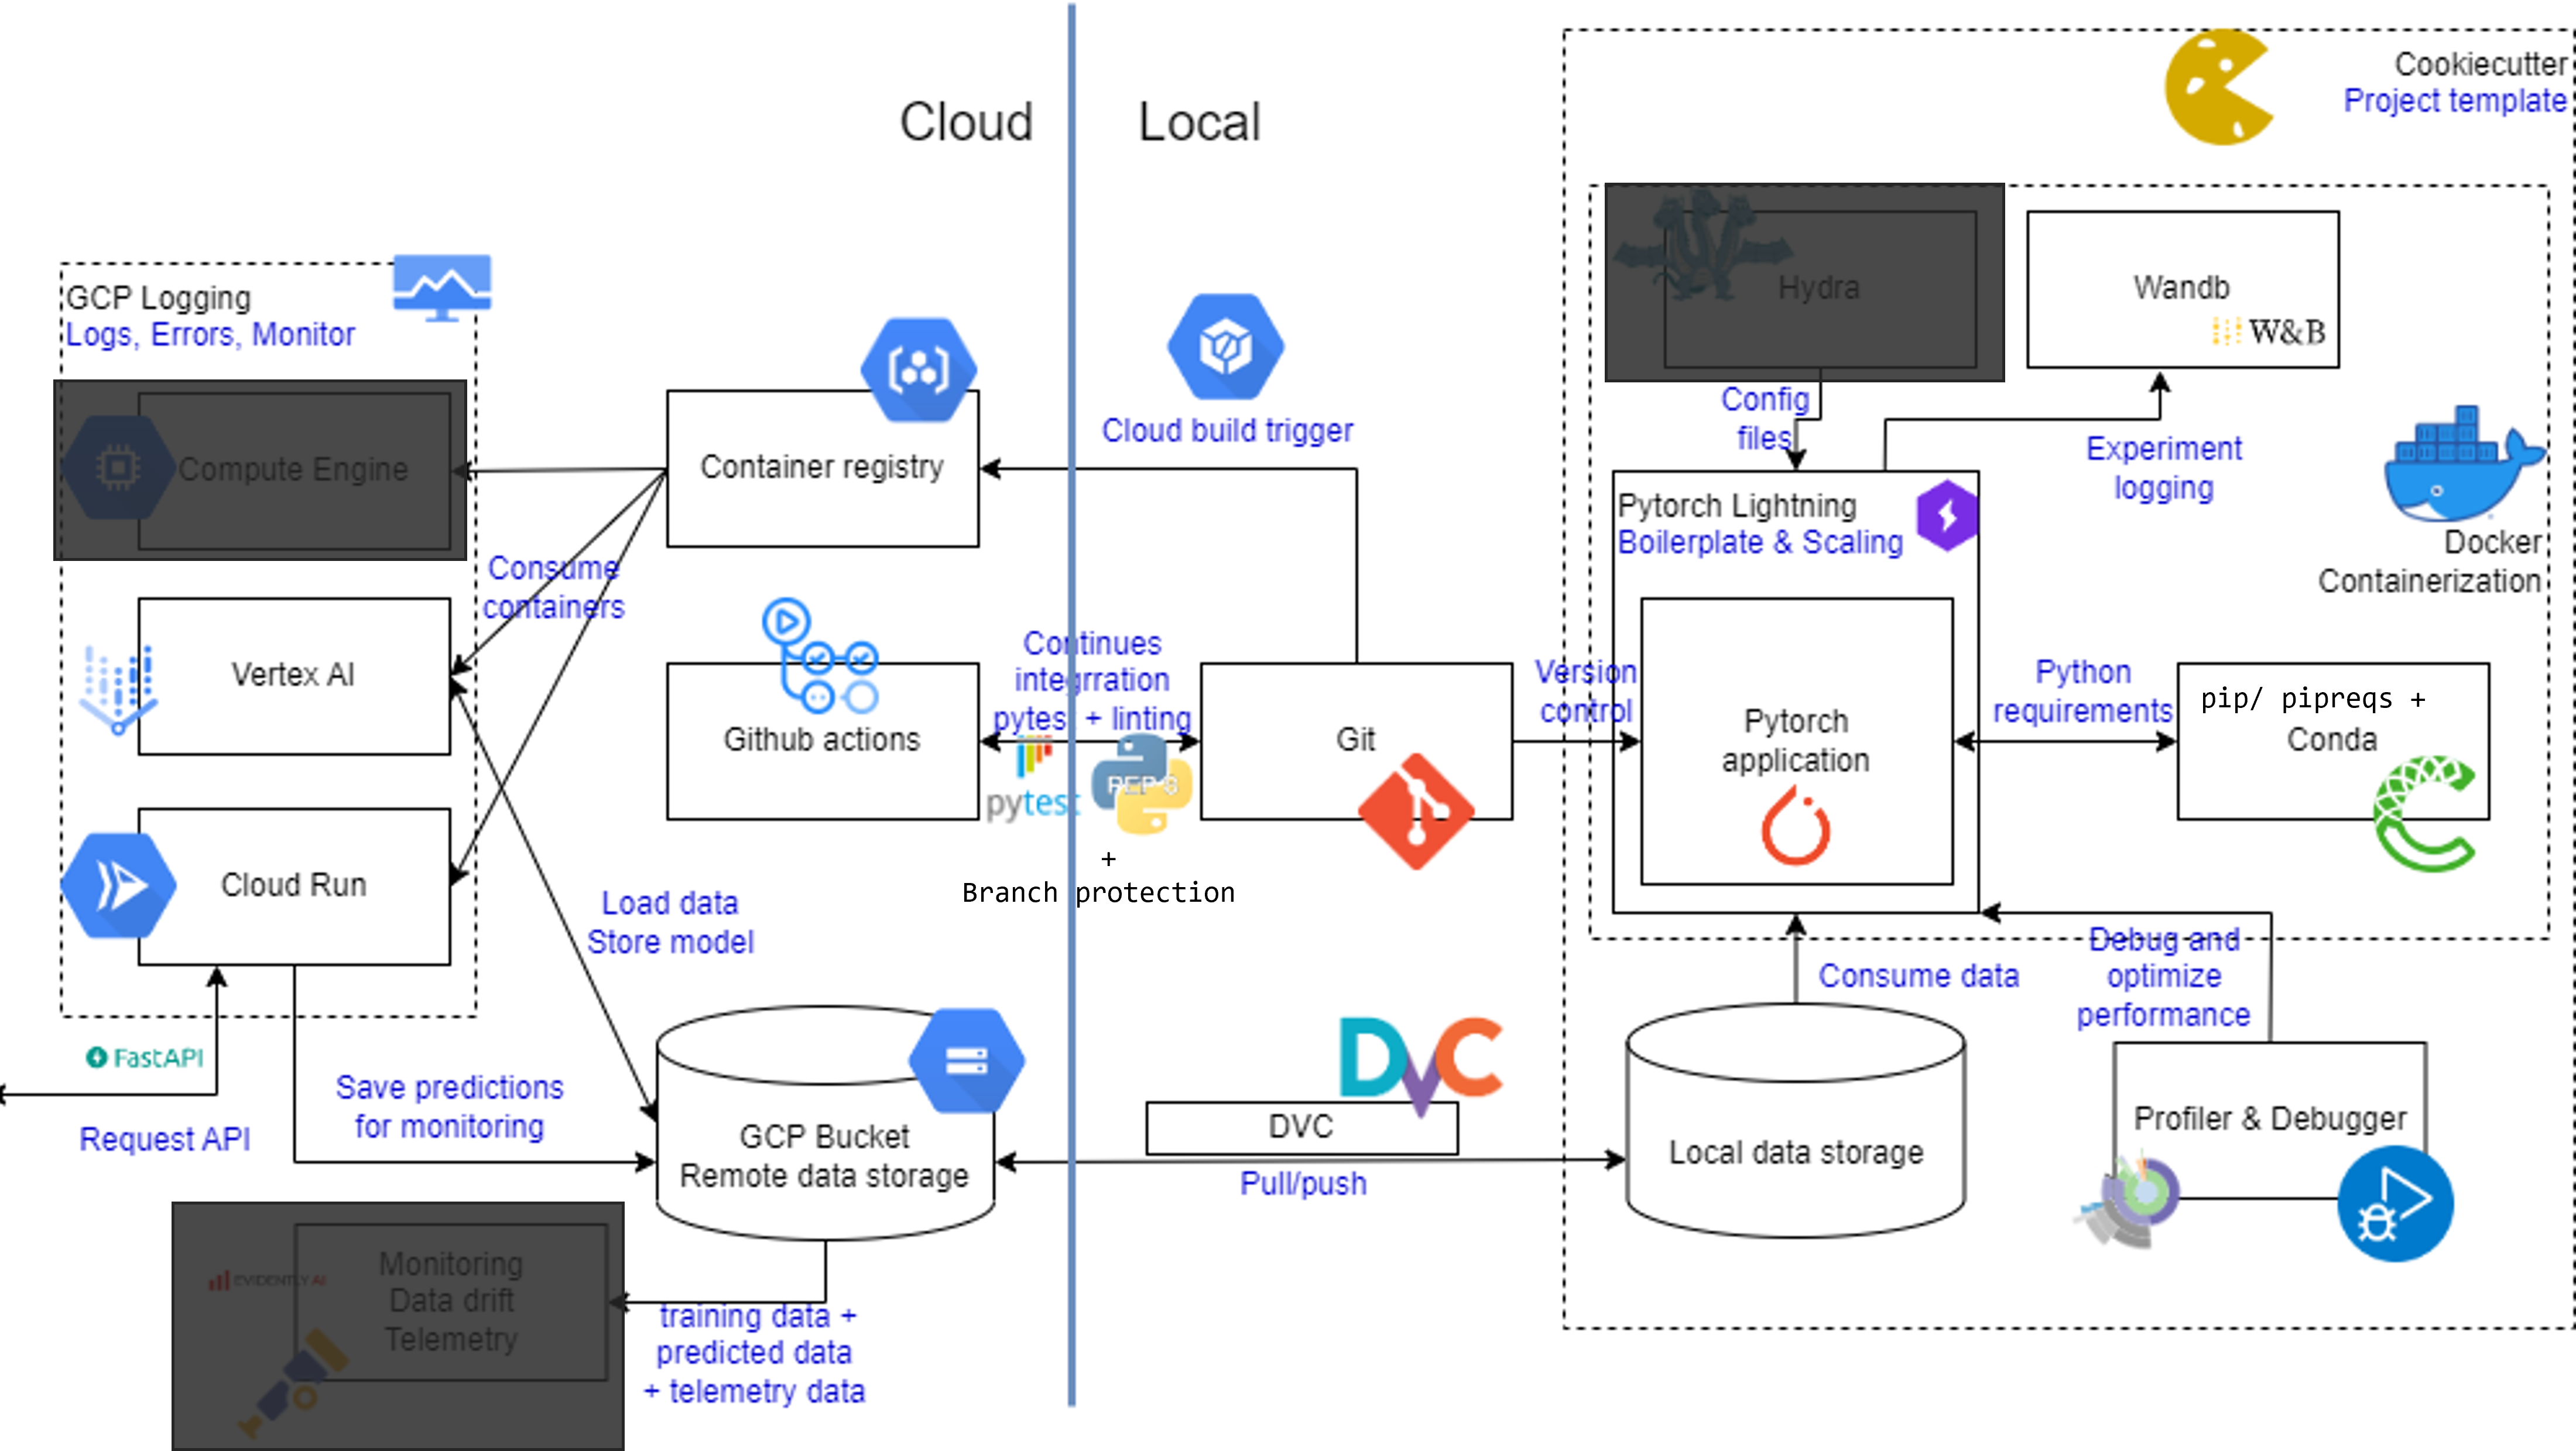 Cloud
Local
Cookiecutter
Project template
GCP Logging
Logs, Errors, Monitor
Hydra
Wandb
W&B
Config
files
Cloud build trigger
Compute Engine
Container registry
Experiment
logging
Pytorch Lightning
Boilerplate & Scaling
Docker
Containerization
Consume
containers
Vertex AI
Github actions
Continues
integrration
pytest + linting
pytest
PEP 8
+
Branch protection
Git
Version
control
Pytorch
application
Python
requirements
pip/ pipreqs +
Conda
Cloud Run
Load data
Store model
Consume data
Debug and
optimize
performance
FastAPI
Request API
Save predictions
for monitoring
GCP Bucket
Remote data storage
DVC
DVC
Pull/push
Local data storage
Profiler & Debugger
EVIDENTLY AI
Monitoring
Data drift
Telemetry
training data +
predicted data
+ telemetry data